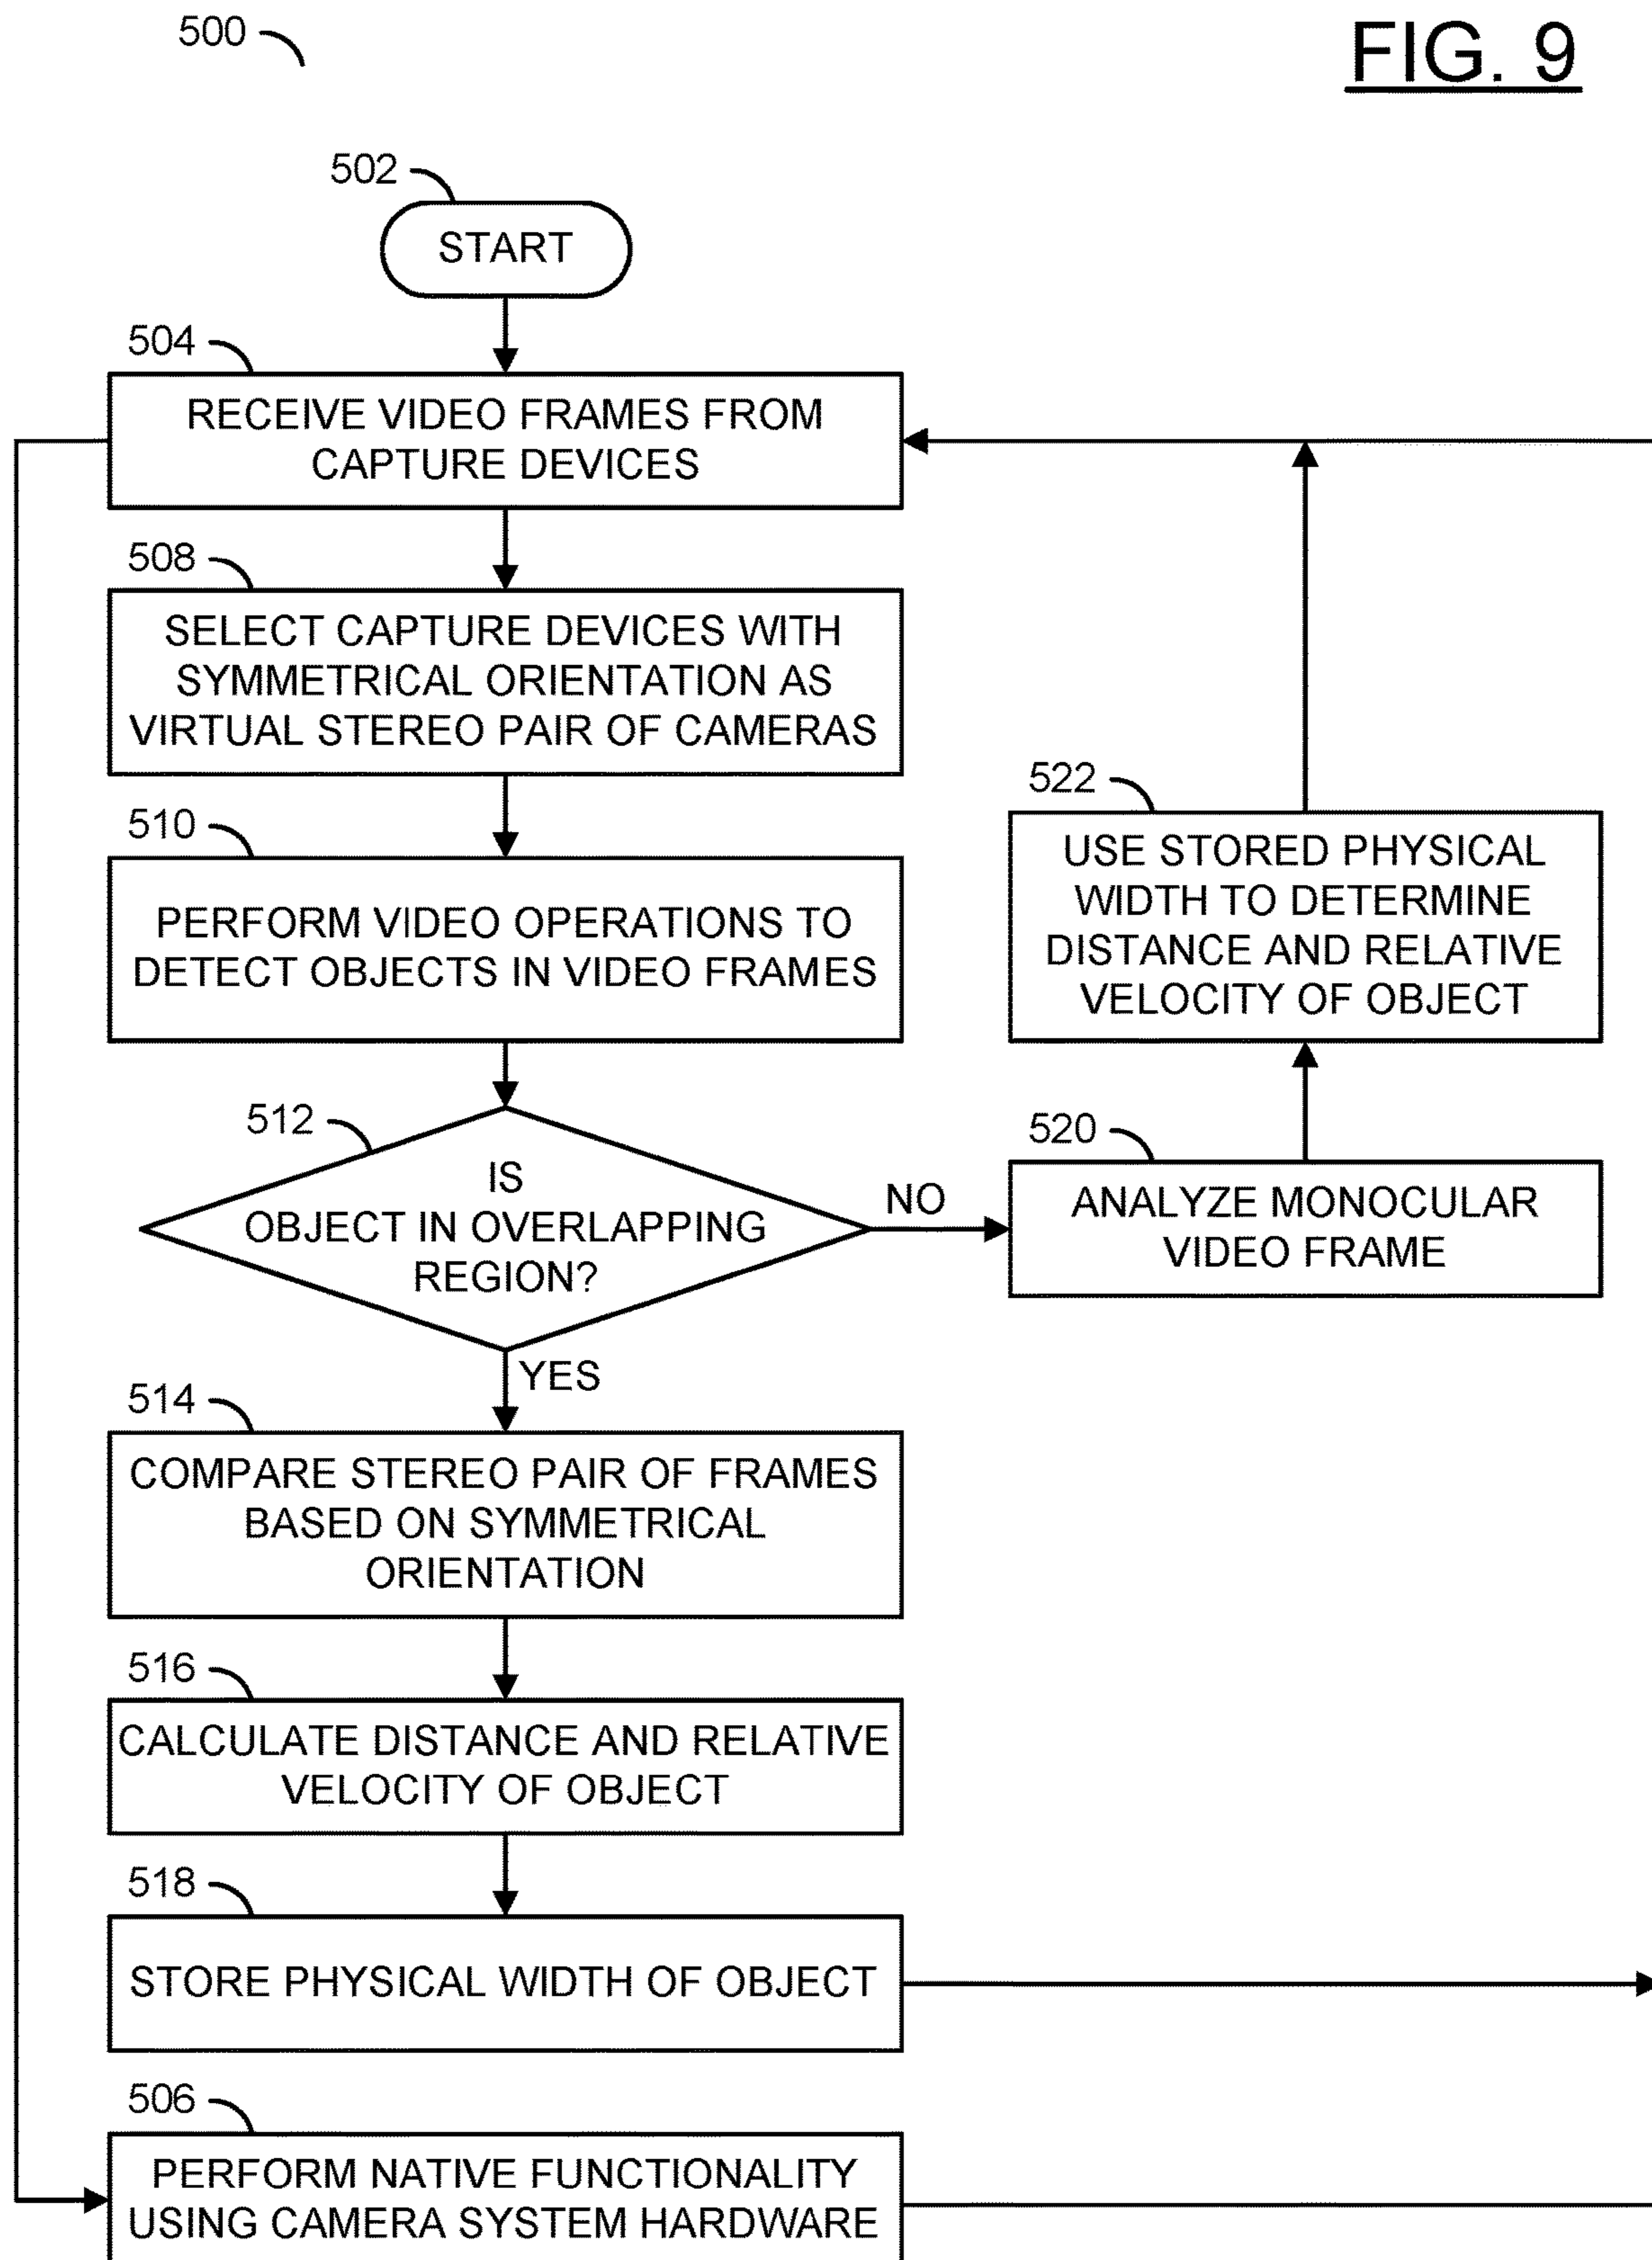 500
FIG. 9
502
START
504
RECEIVE VIDEO FRAMES FROM
CAPTURE DEVICES
508
SELECT CAPTURE DEVICES WITH
SYMMETRICAL ORIENTATION AS
VIRTUAL STEREO PAIR OF CAMERAS
510
PERFORM VIDEO OPERATIONS TO
DETECT OBJECTS IN VIDEO FRAMES
522
USE STORED PHYSICAL
WIDTH TO DETERMINE
DISTANCE AND RELATIVE
VELOCITY OF OBJECT
512
IS
OBJECT IN OVERLAPPING
REGION?
NO
520
ANALYZE MONOCULAR
VIDEO FRAME
YES
514
COMPARE STEREO PAIR OF FRAMES
BASED ON SYMMETRICAL
ORIENTATION
516
CALCULATE DISTANCE AND RELATIVE
VELOCITY OF OBJECT
518
STORE PHYSICAL WIDTH OF OBJECT
506
PERFORM NATIVE FUNCTIONALITY
USING CAMERA SYSTEM HARDWARE